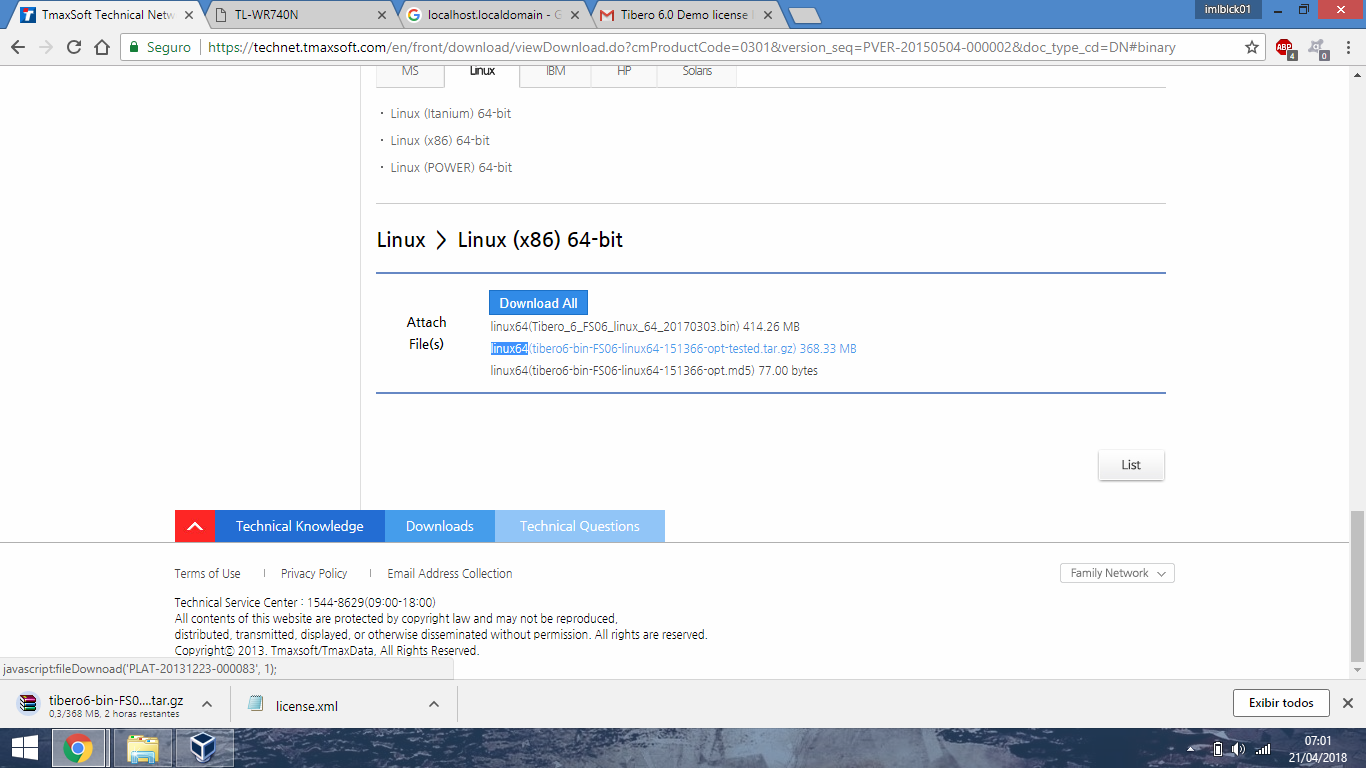 TmaxSoft Technical Netw
TL-WR740N
localhost.localdomain - G
Tibero 6.0 Demo license
imlblck01
Seguro
https://technet.tmaxsoft.com/en/front/download/viewDownload.do?cmProductCode=0301&version_seq=PVER-20150504-000002&doc_type_cd=DN#binary
ABP
4
0
MS
Linux
IBM
HP
Solaris
· Linux (Itanium) 64-bit
· Linux (x86) 64-bit
· Linux (POWER) 64-bit
Linux > Linux (x86) 64-bit
Attach
File(s)
Download All
linux64(Tibero_6_FS06_linux_64_20170303.bin) 414.26 MB
linux64(tibero6-bin-FS06-linux64-151366-opt-tested.tar.gz) 368.33 MB
linux64(tibero6-bin-FS06-linux64-151366-opt.md5) 77.00 bytes
List
Technical Knowledge
Downloads
Technical Questions
Terms of Use | Privacy Policy | Email Address Collection
Family Network
Technical Service Center : 1544-8629(09:00-18:00)
All contents of this website are protected by copyright law and may not be reproduced,
distributed, transmitted, displayed, or otherwise disseminated without permission. All rights are reserved.
Copyright© 2013. Tmaxsoft/TmaxData, All Rights Reserved.
javascript:fileDownoad('PLAT-20131223-000083', 1);
tibero6-bin-FS0....tar.gz
0,3/368 MB, 2 horas restantes
license.xml
Exibir todos
07:01
21/04/2018